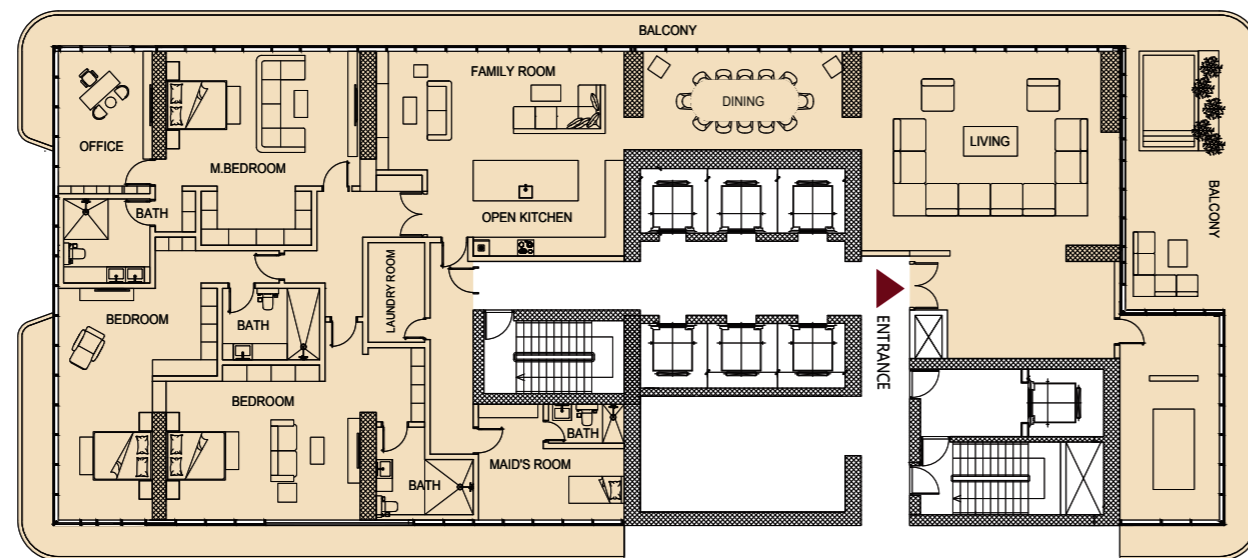 BALCONY
FAMILY ROOM
DINING
OFFICE
M.BEDROOM
LIVING
BATH
OPEN KITCHEN
BALCONY
LAUNDRY ROOM
BEDROOM
BATH
ENTRANCE
BEDROOM
BATH
MAID'S ROOM
BATH